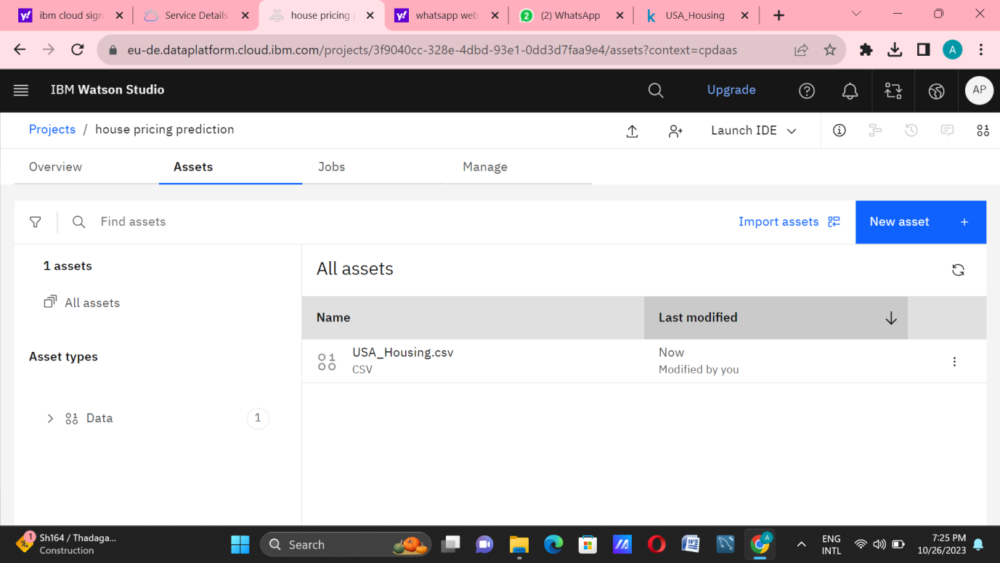 ibm cloud sign
Service Details
house pricing p
whatsapp web
2 (2) WhatsApp
k USA_Housing
eu-de.dataplatform.cloud.ibm.com/projects/3f9040cc-328e-4dbd-93e1-0dd3d7faa9e4/assets?context=cpdaas
A
IBM Watson Studio
Upgrade
AP
Projects / house pricing prediction
Launch IDE
Overview
Assets
Jobs
Manage
Find assets
Import assets
New asset +
1 assets
All assets
Asset types
Data 1
All assets
Name
Last modified
USA_Housing.csv
CSV
Now
Modified by you
1
Sh164 / Thadaga...
Construction
Search
A
ENG
INTL
7:25 PM
10/26/2023